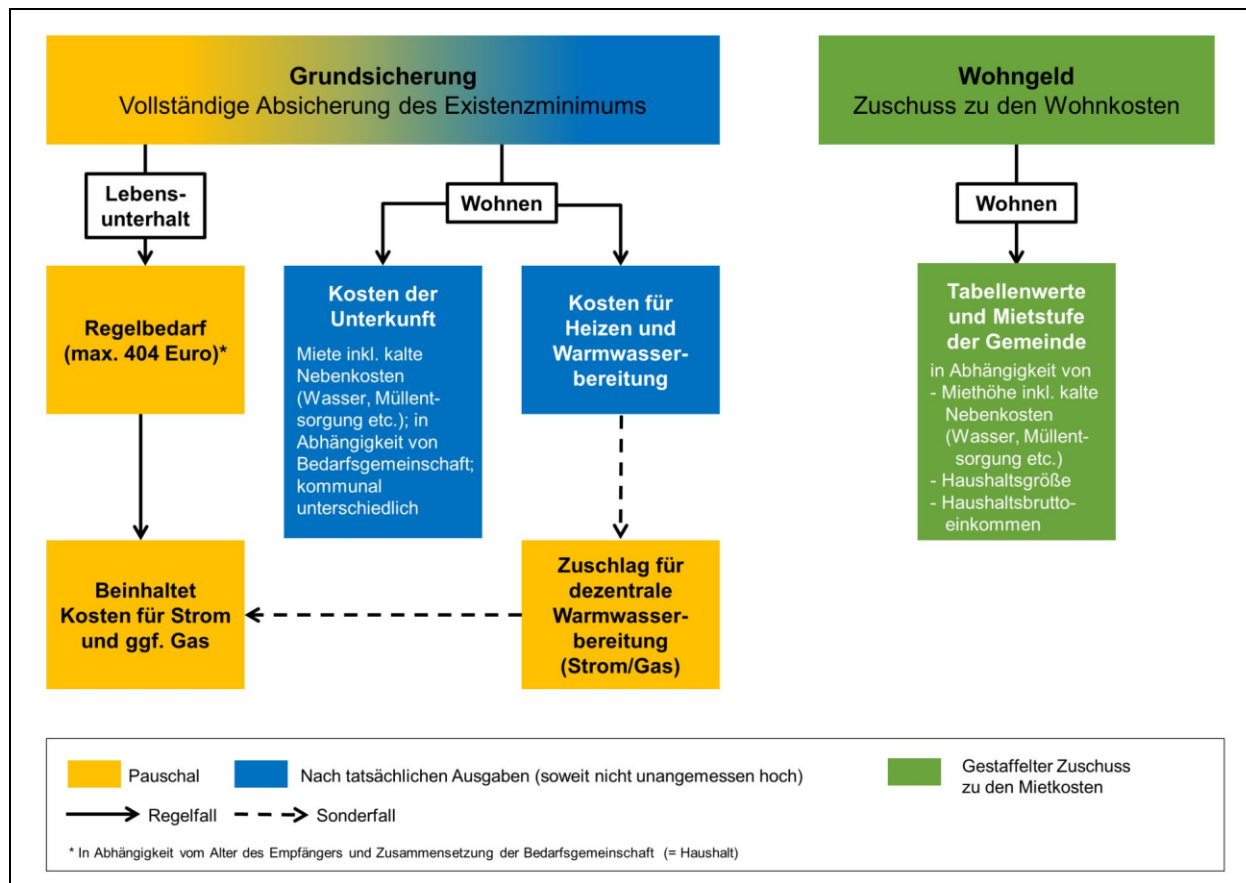 Grundsicherung
Vollständige Absicherung des Existenzminimums
Wohngeld
Zuschuss zu den Wohnkosten
Lebens-
unterhalt
Wohnen
Wohnen
Regelbedarf
(max. 404 Euro)*
Kosten der
Unterkunft
Miete inkl. kalte
Nebenkosten
(Wasser, Müllent-
sorgung etc.); in
Abhängigkeit von
Bedarfsgemeinschaft;
kommunal
unterschiedlich
Kosten für
Heizen und
Warmwasser-
bereitung
Tabellenwerte
und Mietstufe
der Gemeinde
in Abhängigkeit von
- Miethöhe inkl. kalte
Nebenkosten
(Wasser, Müllent-
sorgung etc.)
- Haushaltsgröße
- Haushaltsbrutto-
einkommen
Beinhaltet
Kosten für Strom
und ggf. Gas
Zuschlag für
dezentrale
Warmwasser-
bereitung
(Strom/Gas)
Pauschal
Nach tatsächlichen Ausgaben (soweit nicht unangemessen hoch)
Gestaffelter Zuschuss
zu den Mietkosten
Regelfall
Sonderfall
* In Abhängigkeit vom Alter des Empfängers und Zusammensetzung der Bedarfsgemeinschaft (= Haushalt)